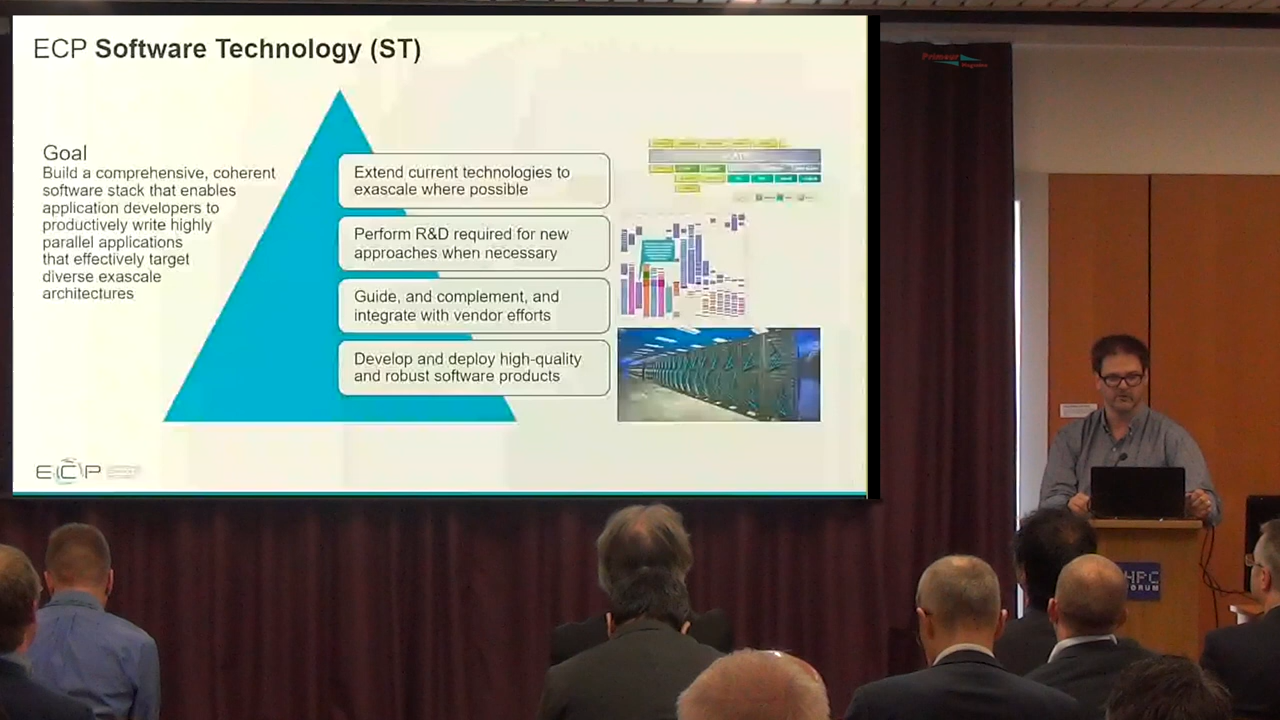 ECP Software Technology (ST)
Goal
Build a comprehensive, coherent
software stack that enables
application developers to
productively write highly
parallel applications
that effectively target
diverse exascale
architectures
Extend current technologies to
exascale where possible
Perform R&D required for new
approaches when necessary
Guide, and complement, and
integrate with vendor efforts
Develop and deploy high-quality
and robust software products
ECP
Primeur
Magazine
HPC
FORUM